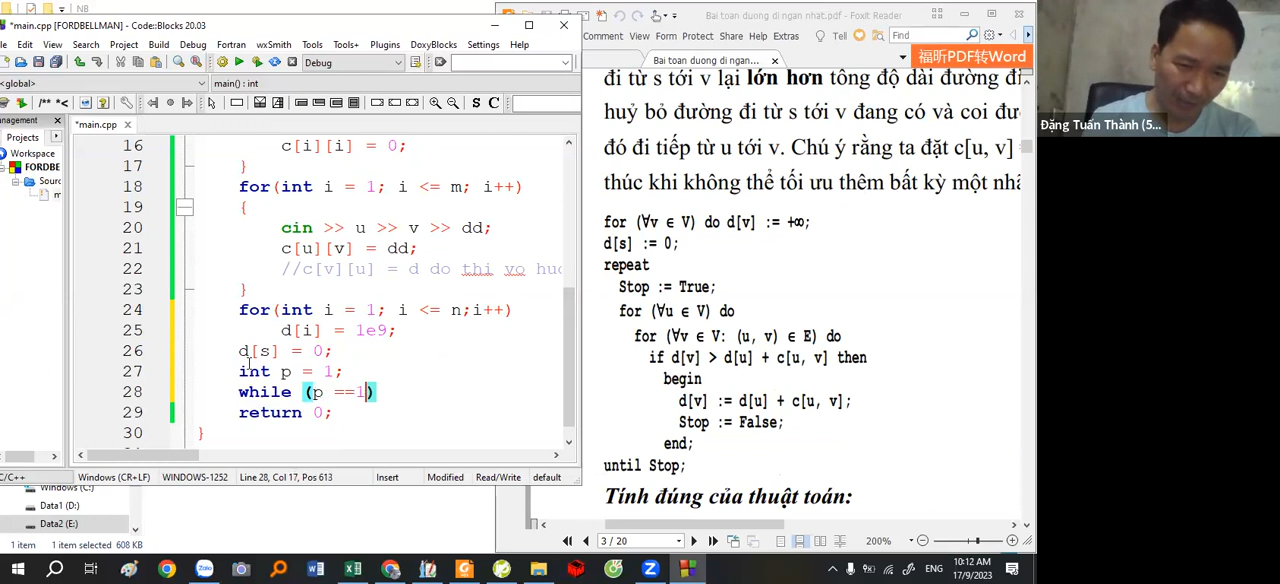 NB
*main.cpp [FORDBELLMAN] - Code::Blocks 20.03
Edit View Search Project Build Debug Fortran wxSmith Tools Tools+ Plugins DoxyBlocks Settings Help
Debug
<global>
main() : int
/** *<
S C
anagement
Projects
*main.cpp
Workspace
FORDB
Sourc
m
16 c[i][i] = 0;
17 }
18 for(int i = 1; i <= m; i++)
19 {
20 cin >> u >> v >> dd;
21 c[u][v] = dd;
22 //c[v][u] = d do thi vo huo
23 }
24 for(int i = 1; i <= n;i++)
25 d[i] = 1e9;
26 d[s] = 0;
27 int p = 1;
28 while (p ==1)
29 return 0;
30 }
C/C++ Windows (CR+LF) WINDOWS-1252 Line 28, Col 17, Pos 613 Insert Modified Read/Write default
Windows (C:)
Data1 (D:)
Data2 (E:)
1 item 1 item selected 608 KB
Bai toan duong di ngan nhat.pdf - Foxit Reader
Comment View Form Protect Share Help Extras Tell Find
Bai toan duong di ngan...
福昕PDF转Word
đi từ s tới v lại lớn hơn tông độ dài đường đi
huỷ bỏ đường đi từ s tới v đang có và coi đư
đó đi tiếp từ u tới v. Chú ý rằng ta đặt c[u, v] =
thúc khi không thể tối ưu thêm bất kỳ một nhã
for (∀v ∈ V) do d[v] := +∞;
d[s] := 0;
repeat
Stop := True;
for (∀u ∈ V) do
for (∀v ∈ V: (u, v) ∈ E) do
if d[v] > d[u] + c[u, v] then
begin
d[v] := d[u] + c[u, v];
Stop := False;
end;
until Stop;
Tính đúng của thuật toán:
3 / 20
200%
Đặng Tuấn Thành (5...
Zalo
ENG
10:12 AM
17/9/2023